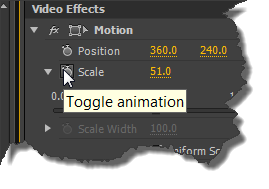 Video Effects
fx Motion
Position 360.0 240.0
Scale 51.0
Toggle animation
Scale Width 100.0